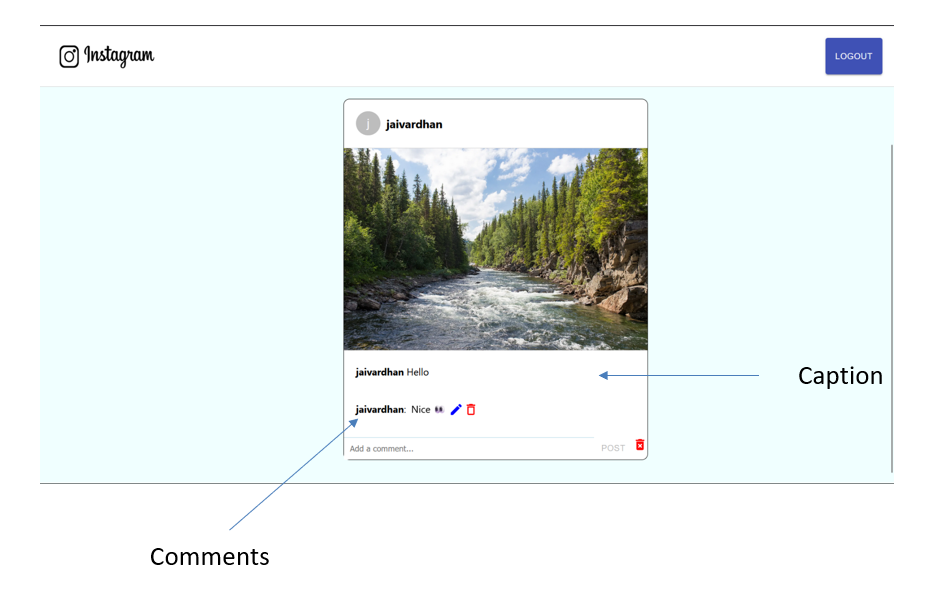 Instagram
LOGOUT
j
jaivardhan
jaivardhan Hello
Caption
jaivardhan: Nice
Add a comment...
POST
Comments